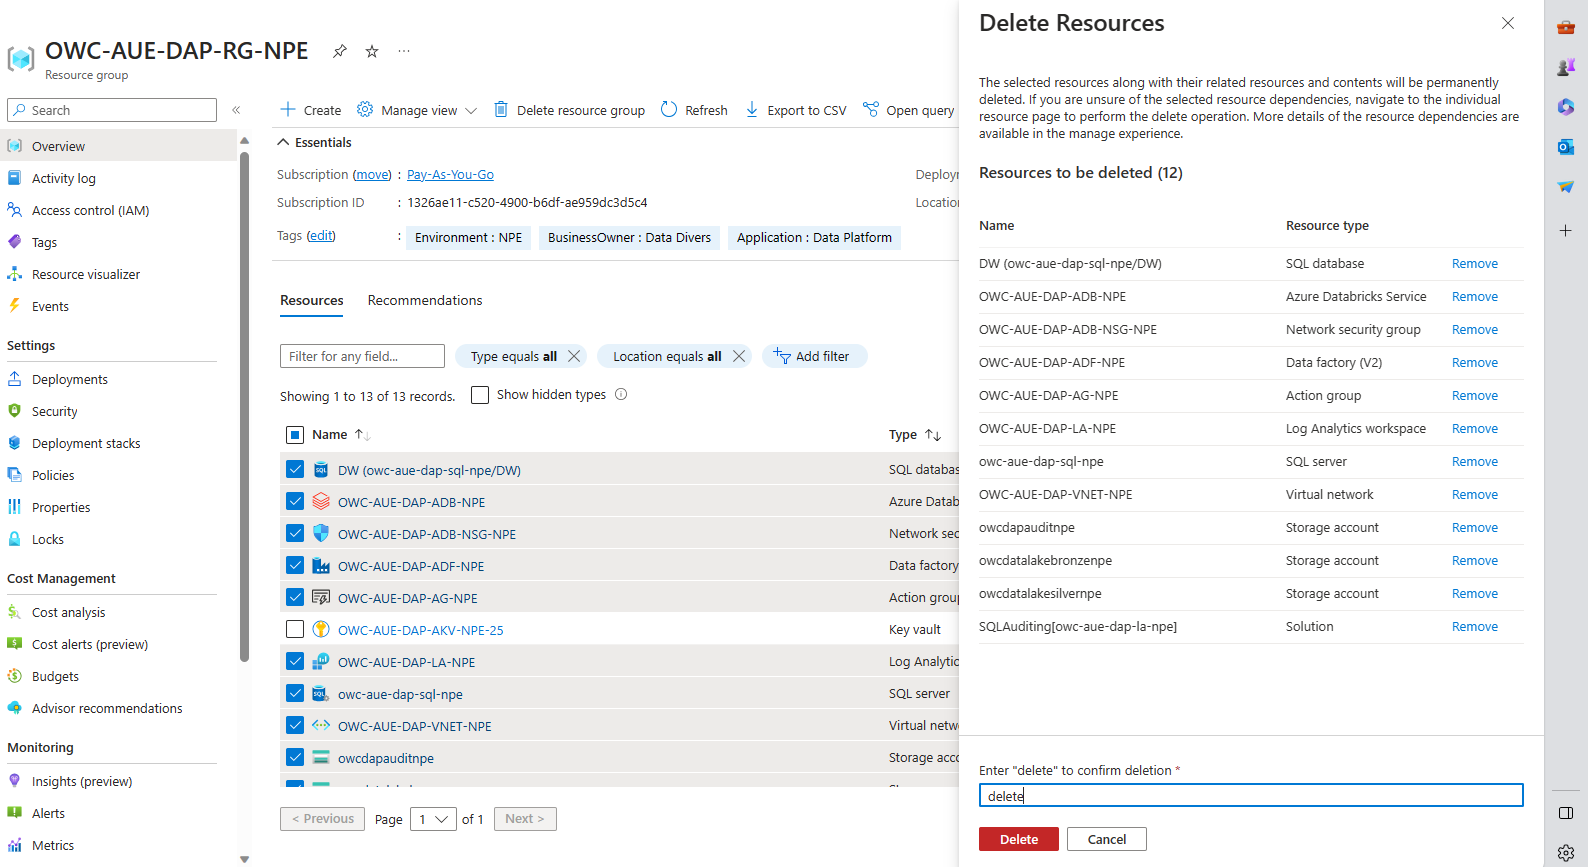 OWC-AUE-DAP-RG-NPE
Resource group
Search
Overview
Activity log
Access control (IAM)
Tags
Resource visualizer
Events
Settings
Deployments
Security
Deployment stacks
Policies
Properties
Locks
Cost Management
Cost analysis
Cost alerts (preview)
Budgets
Advisor recommendations
Monitoring
Insights (preview)
Alerts
Metrics
Create Manage view Delete resource group Refresh Export to CSV Open query
Essentials
Subscription (move) : Pay-As-You-Go
Subscription ID : 1326ae11-c520-4900-b6df-ae959dc3d5c4
Tags (edit) : Environment : NPE BusinessOwner : Data Divers Application : Data Platform
Resources Recommendations
Filter for any field... Type equals all Location equals all Add filter
Showing 1 to 13 of 13 records. Show hidden types
Name Type
DW (owc-aue-dap-sql-npe/DW) SQL databas
OWC-AUE-DAP-ADB-NPE Azure Datab
OWC-AUE-DAP-ADB-NSG-NPE Network sec
OWC-AUE-DAP-ADF-NPE Data factory
OWC-AUE-DAP-AG-NPE Action group
OWC-AUE-DAP-AKV-NPE-25 Key vault
OWC-AUE-DAP-LA-NPE Log Analytic
owc-aue-dap-sql-npe SQL server
OWC-AUE-DAP-VNET-NPE Virtual netw
owcdapauditnpe Storage acco
< Previous Page 1 of 1 Next >
Delete Resources
The selected resources along with their related resources and contents will be permanently
deleted. If you are unsure of the selected resource dependencies, navigate to the individual
resource page to perform the delete operation. More details of the resource dependencies are
available in the manage experience.
Resources to be deleted (12)
Name Resource type
DW (owc-aue-dap-sql-npe/DW) SQL database Remove
OWC-AUE-DAP-ADB-NPE Azure Databricks Service Remove
OWC-AUE-DAP-ADB-NSG-NPE Network security group Remove
OWC-AUE-DAP-ADF-NPE Data factory (V2) Remove
OWC-AUE-DAP-AG-NPE Action group Remove
OWC-AUE-DAP-LA-NPE Log Analytics workspace Remove
owc-aue-dap-sql-npe SQL server Remove
OWC-AUE-DAP-VNET-NPE Virtual network Remove
owcdapauditnpe Storage account Remove
owcdatalakebronzenpe Storage account Remove
owcdatalakesilvernpe Storage account Remove
SQLAuditing[owc-aue-dap-la-npe] Solution Remove
Enter "delete" to confirm deletion *
delete
Delete Cancel